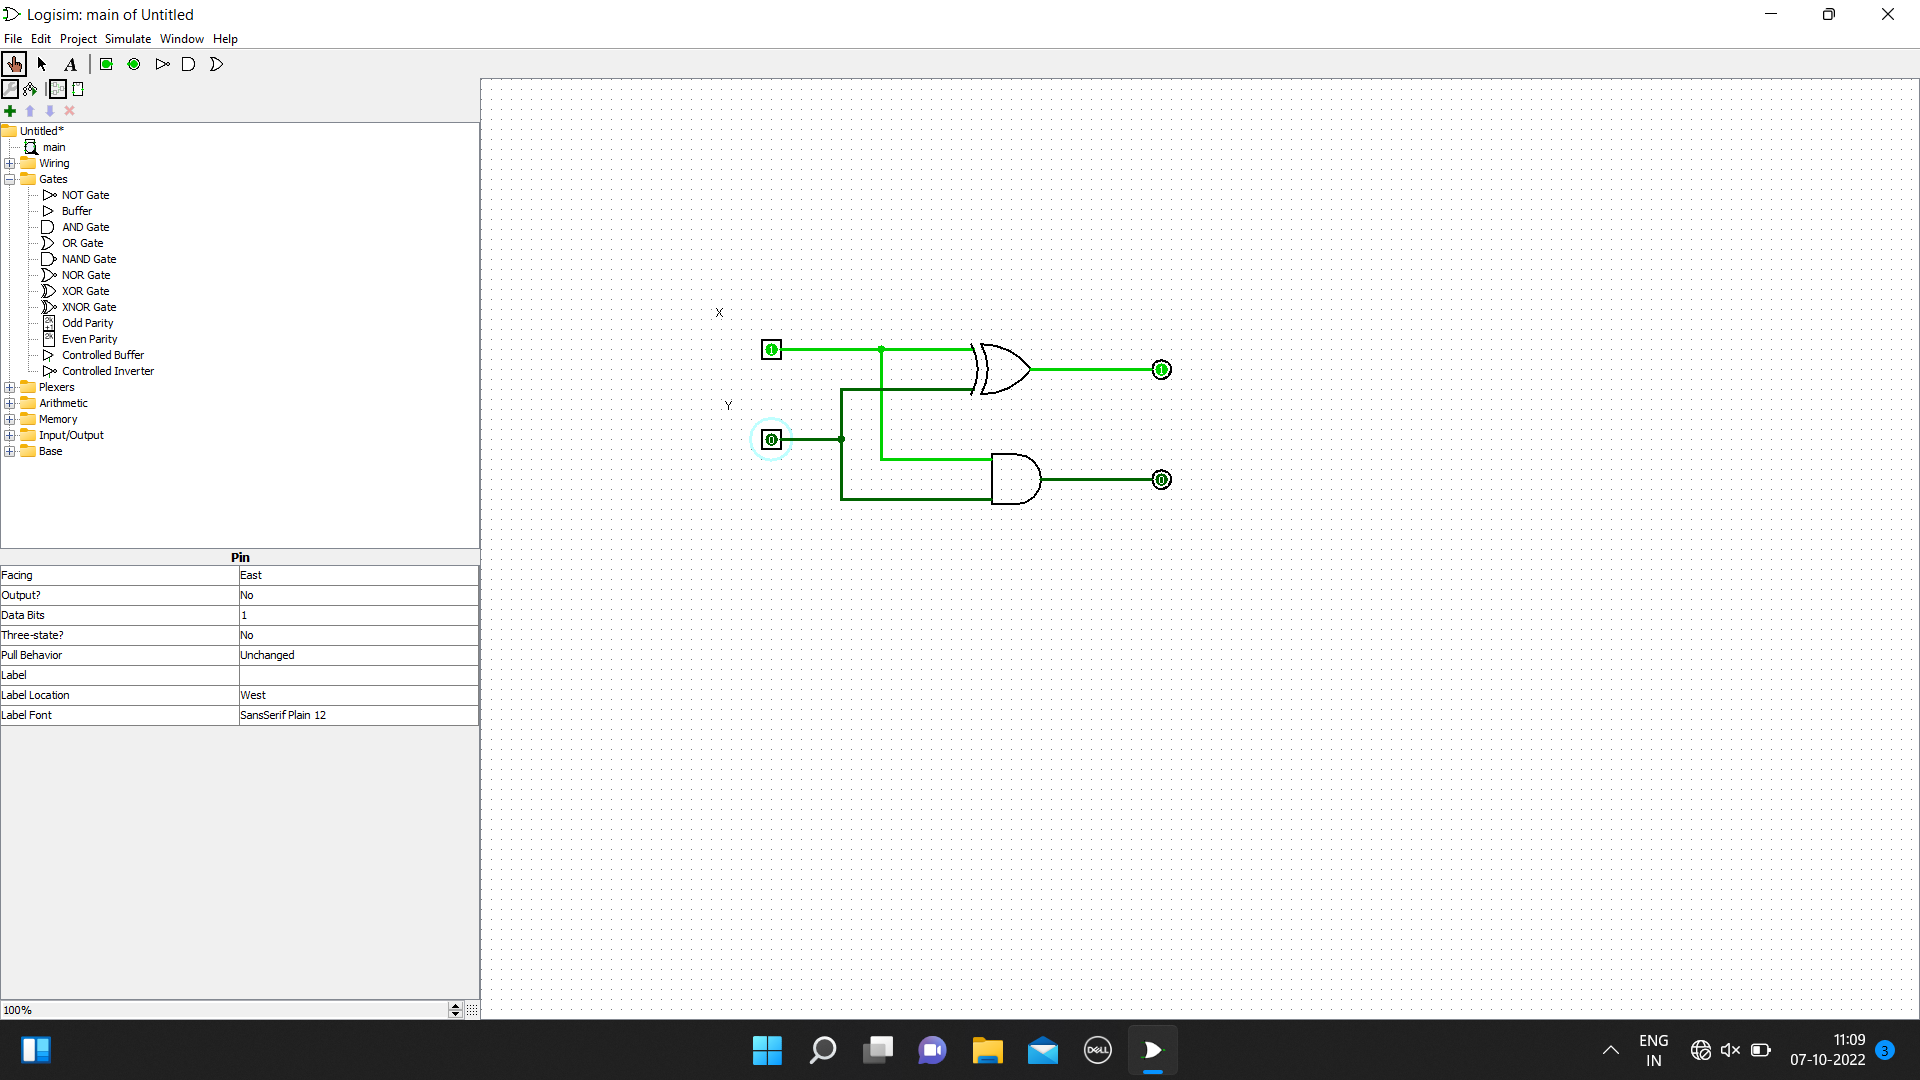 Logisim: main of Untitled
File Edit Project Simulate Window Help
A
Untitled*
main
Wiring
Gates
NOT Gate
Buffer
AND Gate
OR Gate
NAND Gate
NOR Gate
XOR Gate
XNOR Gate
Odd Parity
Even Parity
Controlled Buffer
Controlled Inverter
Plexers
Arithmetic
Memory
Input/Output
Base
X
1
1
Y
0
0
Pin
Facing East
Output? No
Data Bits 1
Three-state? No
Pull Behavior Unchanged
Label
Label Location West
Label Font SansSerif Plain 12
100%
DELL
ENG
IN
11:09
07-10-2022
3